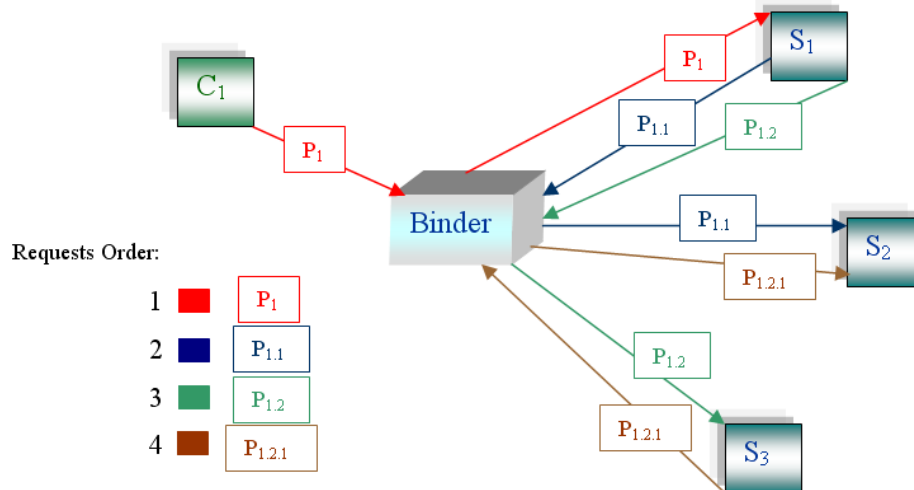 S₁
P₁
C₁
P₁.₁
P₁.₂
P₁
Binder
P₁.₁
S₂
Requests Order:
P₁.₂.₁
1 P₁
2 P₁.₁
P₁.₂
3 P₁.₂
P₁.₂.₁
4 P₁.₂.₁
S₃